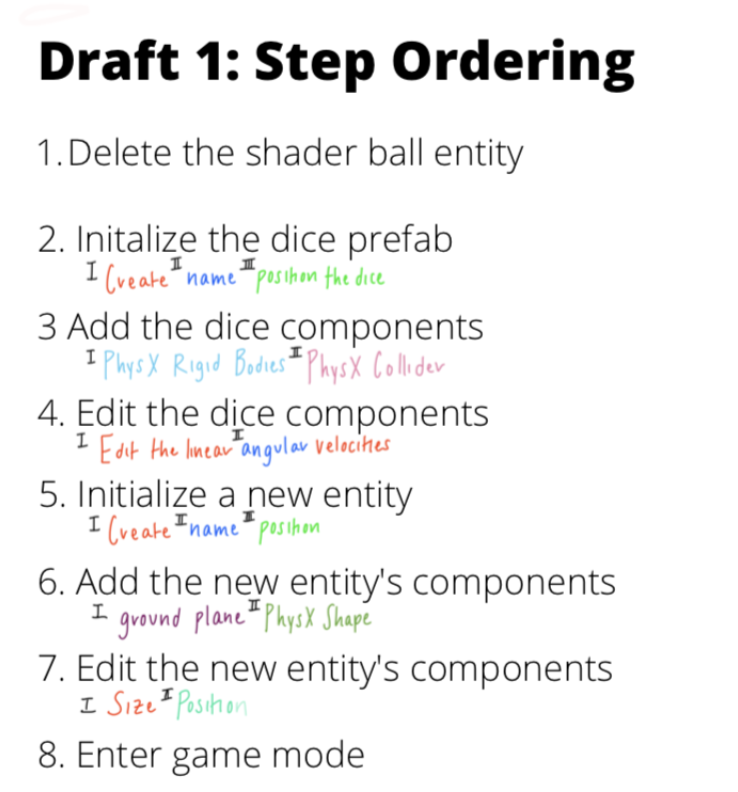 Draft 1: Step Ordering
1. Delete the shader ball entity
2. Initalize the dice prefab
I Create II name III position the dice
3 Add the dice components
I PhysX Rigid Bodies II PhysX Collider
4. Edit the dice components
I Edit the linear I angular velocities
5. Initialize a new entity
I Create I name II position
6. Add the new entity's components
I ground plane II PhysX Shape
7. Edit the new entity's components
I Size I Position
8. Enter game mode